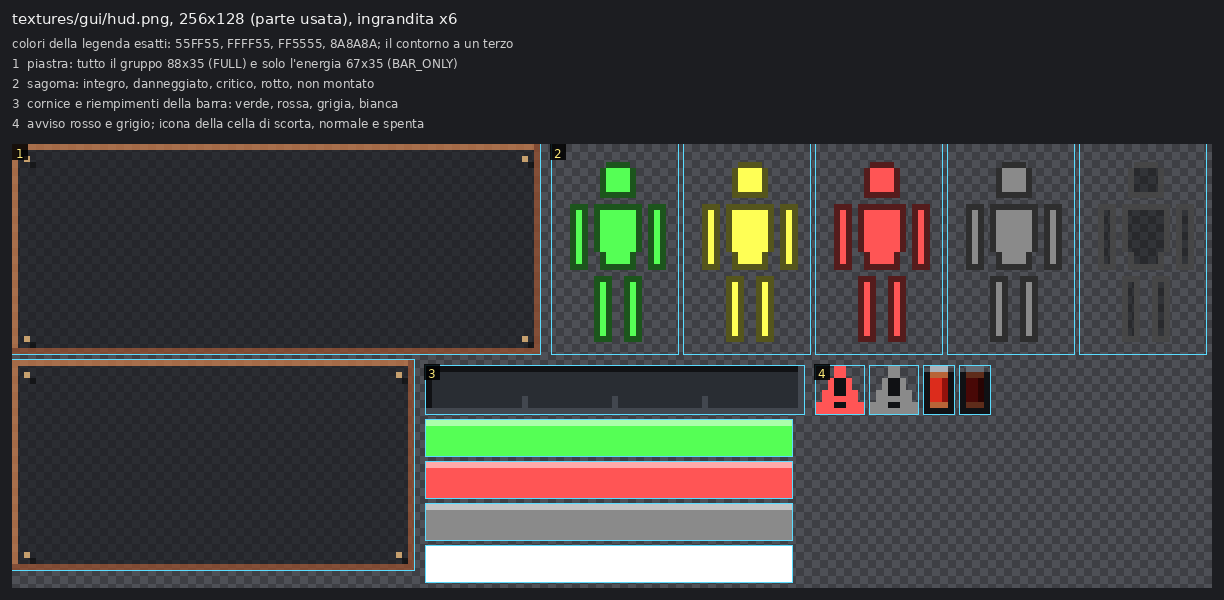 textures/gui/hud.png, 256x128 (parte usata), ingrandita x6
colori della legenda esatti: 55FF55, FFFF55, FF5555, 8A8A8A; il contorno a un terzo
1 piastra: tutto il gruppo 88x35 (FULL) e solo l'energia 67x35 (BAR_ONLY)
2 sagoma: integro, danneggiato, critico, rotto, non montato
3 cornice e riempimenti della barra: verde, rossa, grigia, bianca
4 avviso rosso e grigio; icona della cella di scorta, normale e spenta
1
2
3
4